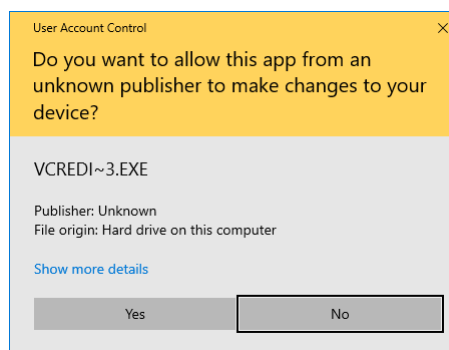 User Account Control
Do you want to allow this app from an
unknown publisher to make changes to your
device?
VCREDI~3.EXE
Publisher: Unknown
File origin: Hard drive on this computer
Show more details
Yes
No